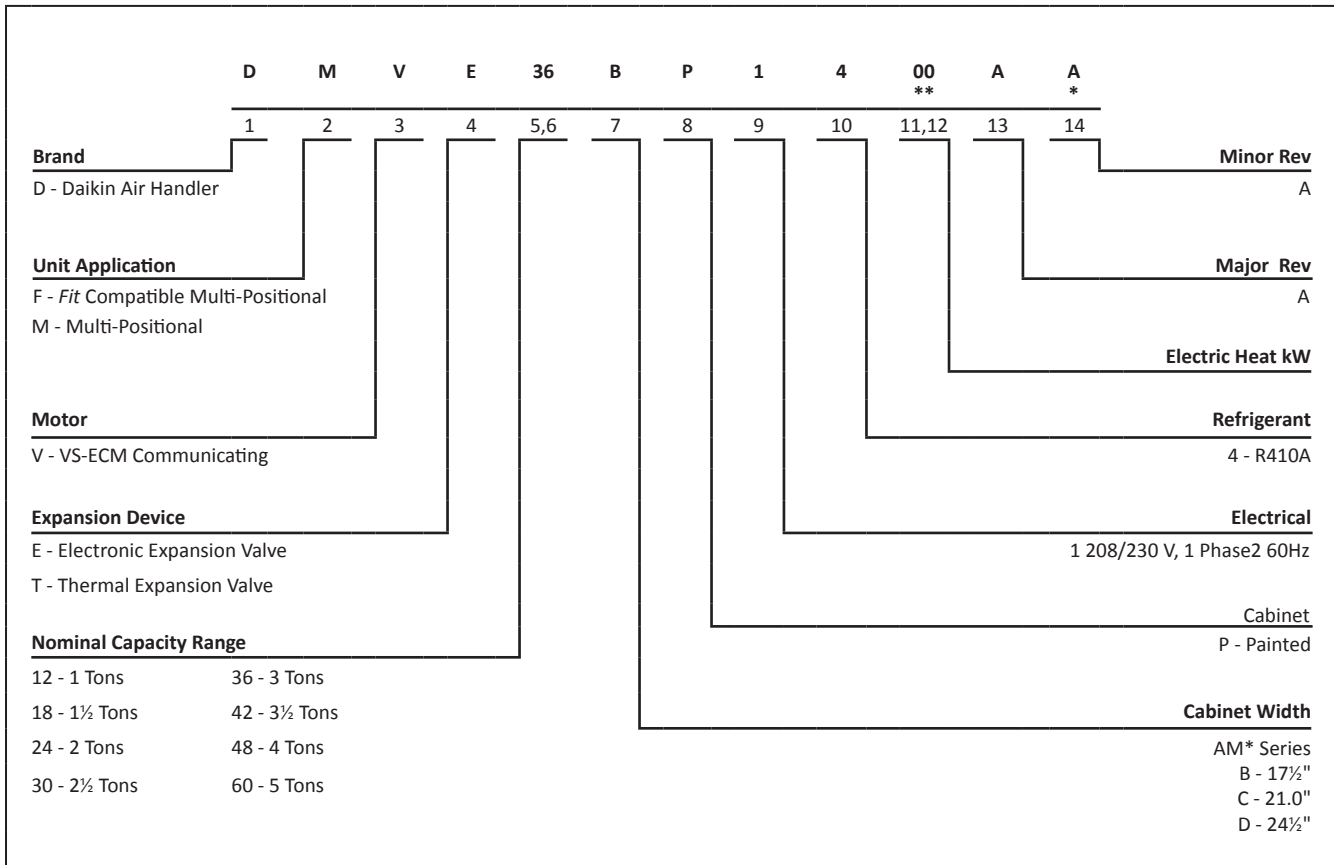 D M V E 36 B P 1 4 00 A A
** *
1 2 3 4 5,6 7 8 9 10 11,12 13 14
Brand
D - Daikin Air Handler
Unit Application
F - Fit Compatible Multi-Positional
M - Multi-Positional
Motor
V - VS-ECM Communicating
Expansion Device
E - Electronic Expansion Valve
T - Thermal Expansion Valve
Nominal Capacity Range
12 - 1 Tons 36 - 3 Tons
18 - 1½ Tons 42 - 3½ Tons
24 - 2 Tons 48 - 4 Tons
30 - 2½ Tons 60 - 5 Tons
Minor Rev
A
Major Rev
A
Electric Heat kW
Refrigerant
4 - R410A
Electrical
1 208/230 V, 1 Phase2 60Hz
Cabinet
P - Painted
Cabinet Width
AM* Series
B - 17½"
C - 21.0"
D - 24½"